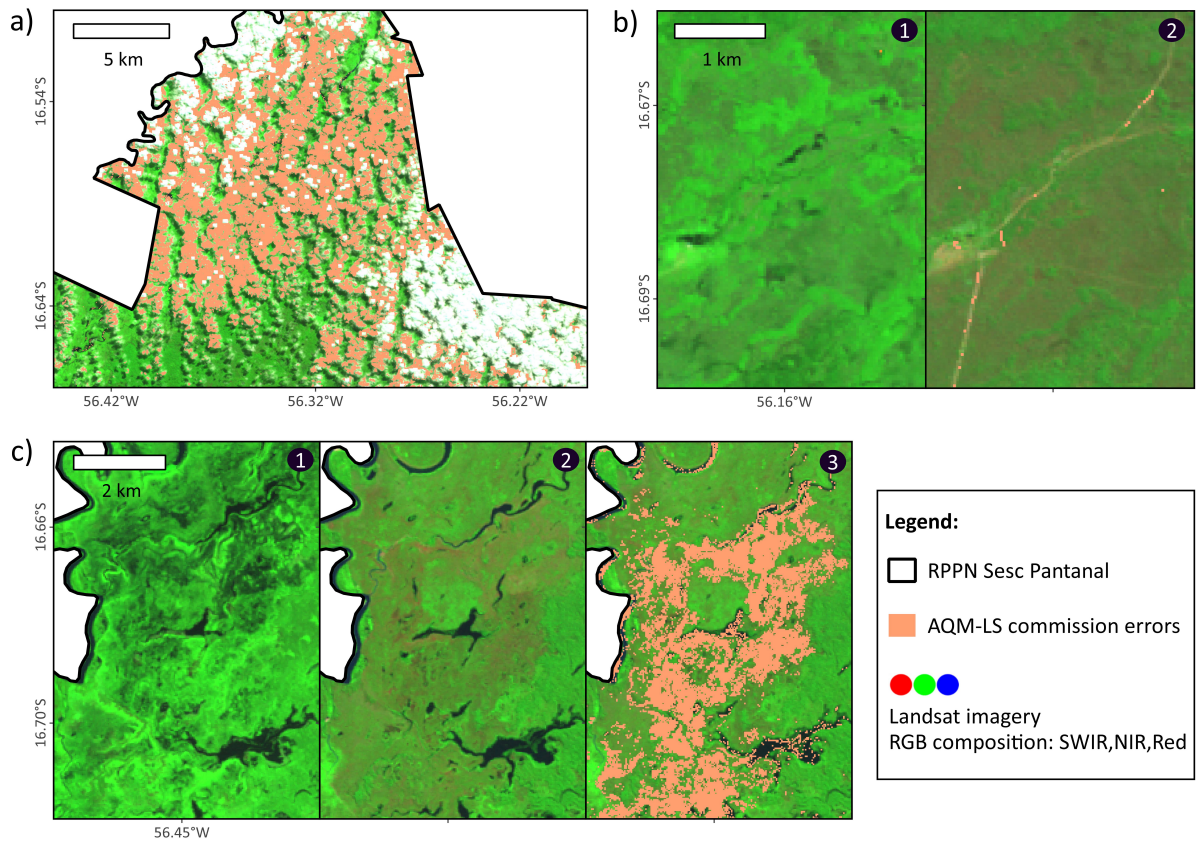 a)
5 km
16.54°S
16.64°S
56.42°W
56.32°W
56.22°W
b)
1
2
1 km
16.67°S
16.69°S
56.16°W
c)
1
2
3
2 km
16.66°S
16.70°S
56.45°W
Legend:
RPPN Sesc Pantanal
AQM-LS commission errors
Landsat imagery
RGB composition: SWIR,NIR,Red